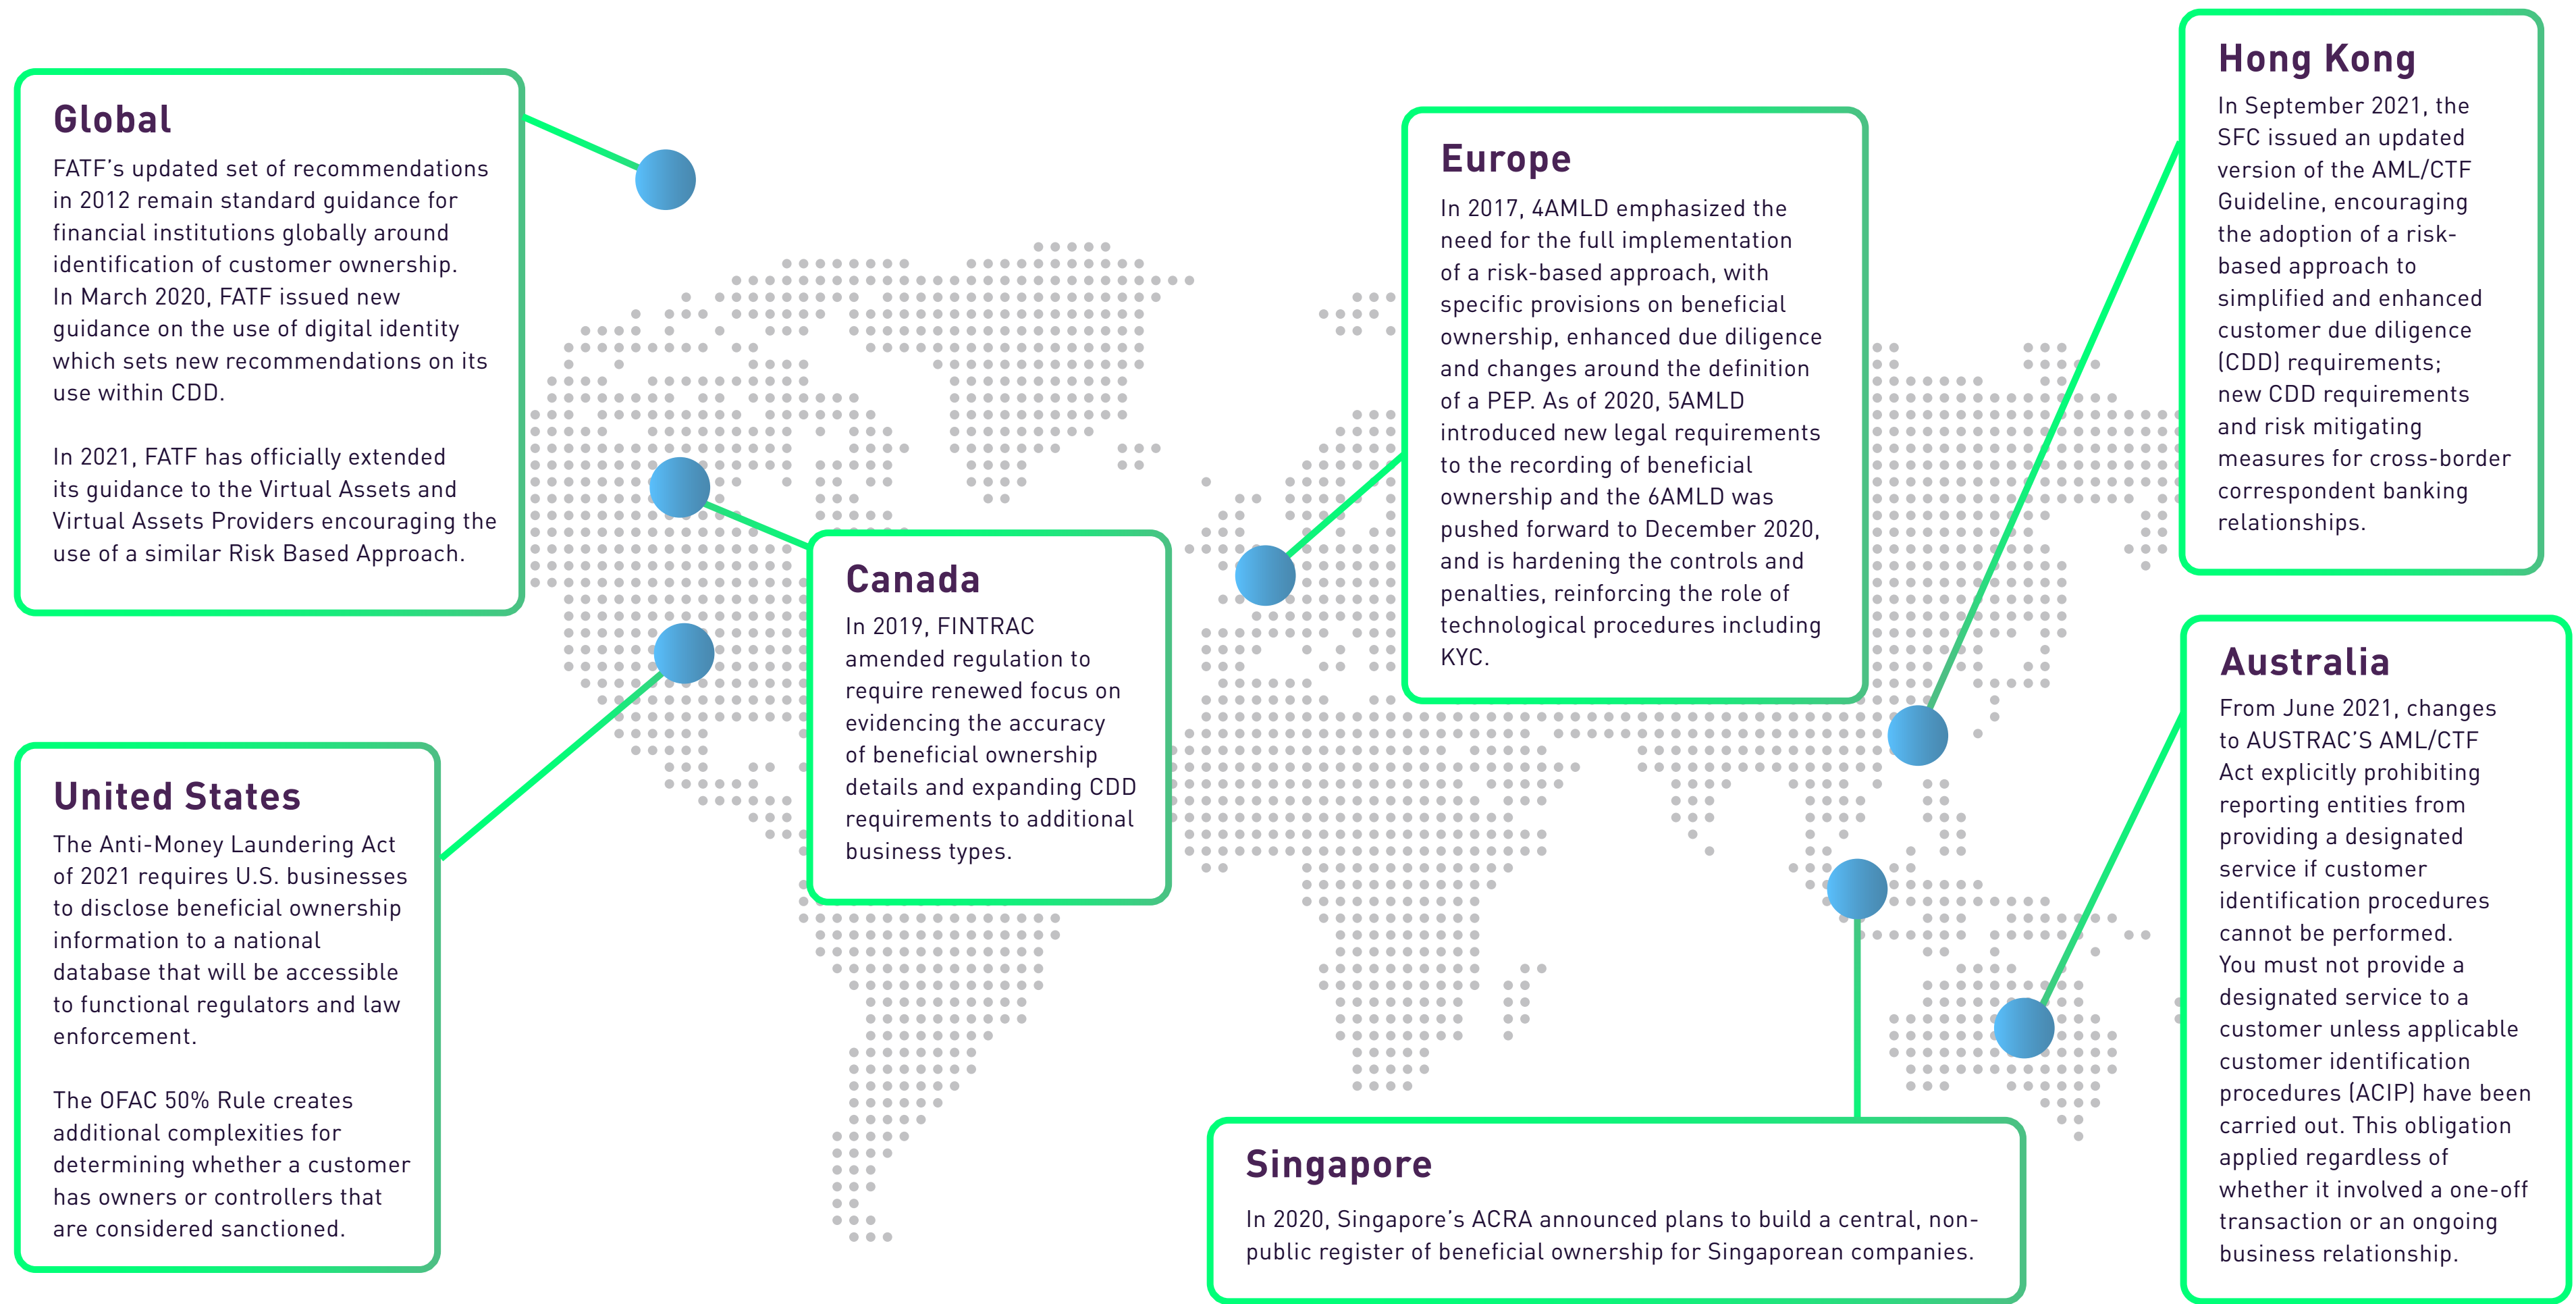 Global
FATF’s updated set of recommendations
in 2012 remain standard guidance for
financial institutions globally around
identification of customer ownership.
In March 2020, FATF issued new
guidance on the use of digital identity
which sets new recommendations on its
use within CDD.
In 2021, FATF has officially extended
its guidance to the Virtual Assets and
Virtual Assets Providers encouraging the
use of a similar Risk Based Approach.
United States
The Anti-Money Laundering Act
of 2021 requires U.S. businesses
to disclose beneficial ownership
information to a national
database that will be accessible
to functional regulators and law
enforcement.
The OFAC 50% Rule creates
additional complexities for
determining whether a customer
has owners or controllers that
are considered sanctioned.
Canada
In 2019, FINTRAC
amended regulation to
require renewed focus on
evidencing the accuracy
of beneficial ownership
details and expanding CDD
requirements to additional
business types.
Europe
In 2017, 4AMLD emphasized the
need for the full implementation
of a risk-based approach, with
specific provisions on beneficial
ownership, enhanced due diligence
and changes around the definition
of a PEP. As of 2020, 5AMLD
introduced new legal requirements
to the recording of beneficial
ownership and the 6AMLD was
pushed forward to December 2020,
and is hardening the controls and
penalties, reinforcing the role of
technological procedures including
KYC.
Singapore
In 2020, Singapore’s ACRA announced plans to build a central, non-
public register of beneficial ownership for Singaporean companies.
Hong Kong
In September 2021, the
SFC issued an updated
version of the AML/CTF
Guideline, encouraging
the adoption of a risk-
based approach to
simplified and enhanced
customer due diligence
(CDD) requirements;
new CDD requirements
and risk mitigating
measures for cross-border
correspondent banking
relationships.
Australia
From June 2021, changes
to AUSTRAC’S AML/CTF
Act explicitly prohibiting
reporting entities from
providing a designated
service if customer
identification procedures
cannot be performed.
You must not provide a
designated service to a
customer unless applicable
customer identification
procedures (ACIP) have been
carried out. This obligation
applied regardless of
whether it involved a one-off
transaction or an ongoing
business relationship.